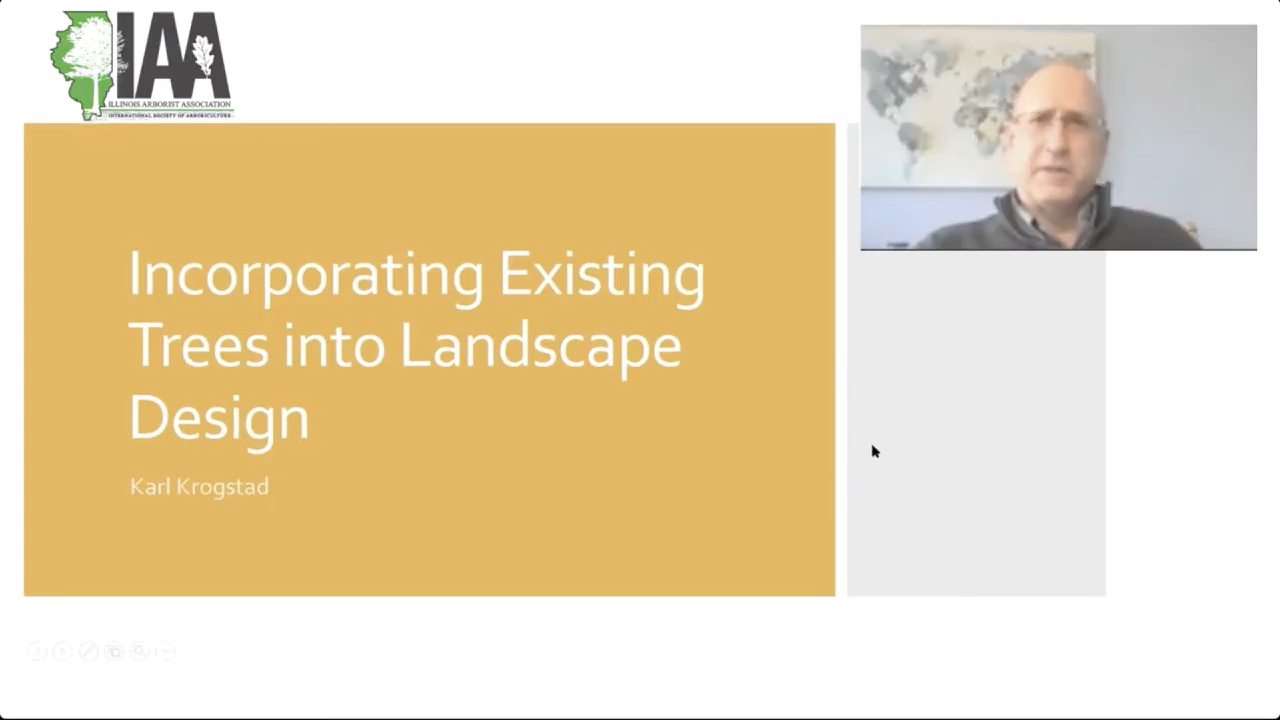 IAA
ILLINOIS ARBORIST ASSOCIATION
INTERNATIONAL SOCIETY OF ARBORICULTURE
Incorporating Existing
Trees into Landscape
Design
Karl Krogstad